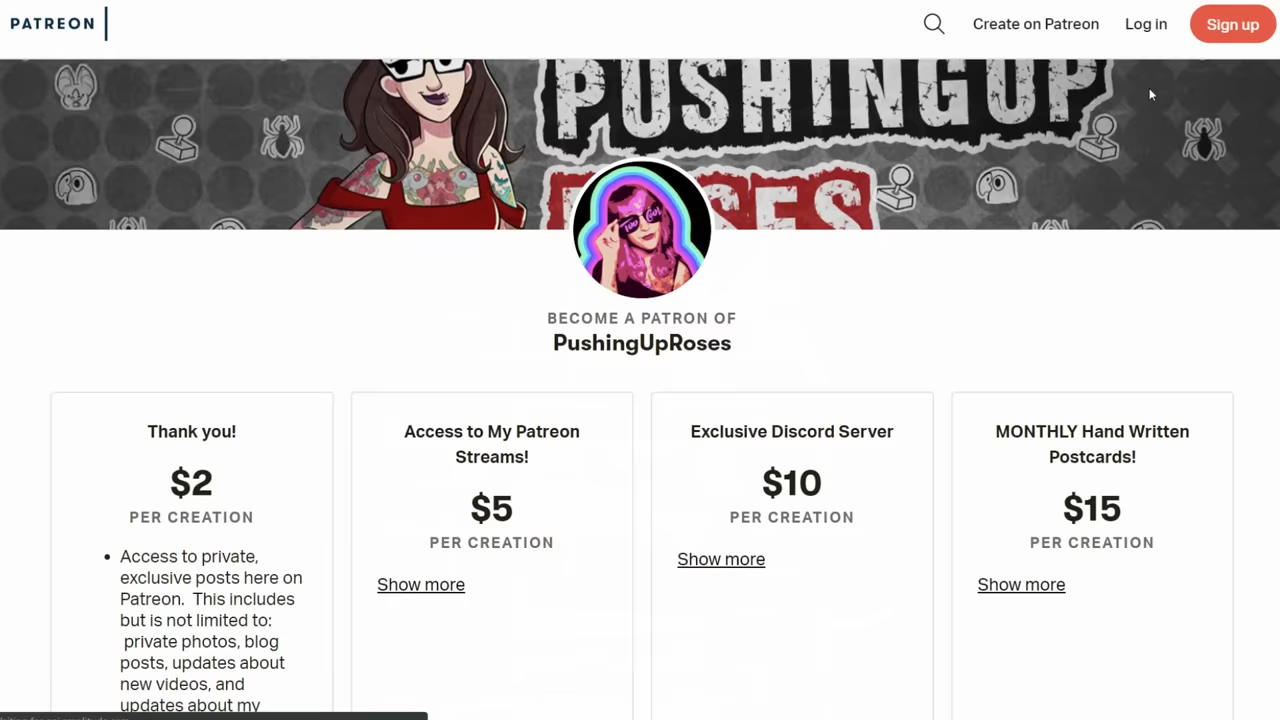 PATREON
Create on Patreon
Log in
Sign up
PUSHINGUP
TOO COOL
BECOME A PATRON OF
PushingUpRoses
Thank you!
$2
PER CREATION
• Access to private,
exclusive posts here on
Patreon. This includes
but is not limited to:
private photos, blog
posts, updates about
new videos, and
updates about my
Access to My Patreon
Streams!
$5
PER CREATION
Show more
Exclusive Discord Server
$10
PER CREATION
Show more
MONTHLY Hand Written
Postcards!
$15
PER CREATION
Show more